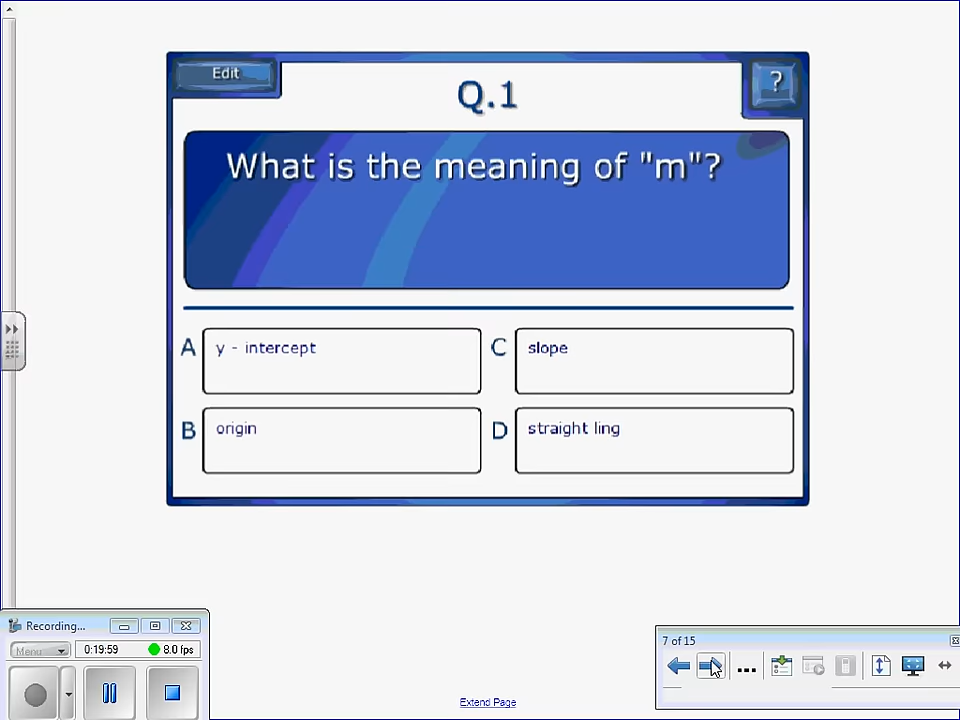 Edit
?
Q.1
What is the meaning of "m"?
A
y - intercept
C
slope
B
origin
D
straight ling
Recording...
Menu
0:19:59
8.0 fps
7 of 15
...
Extend Page